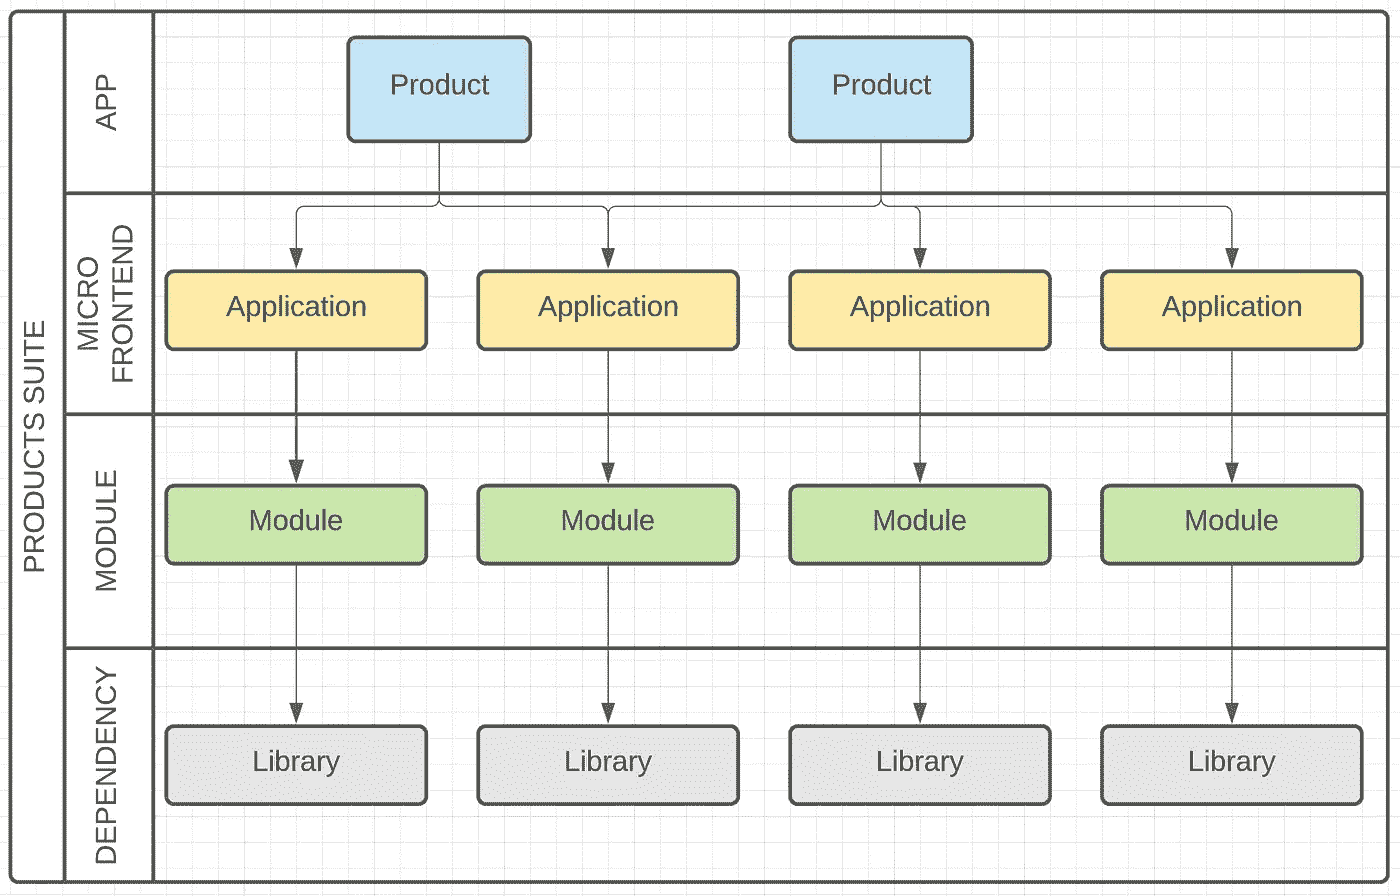 PRODUCTS SUITE
APP
Product
Product
MICRO
FRONTEND
Application
Application
Application
Application
MODULE
Module
Module
Module
Module
DEPENDENCY
Library
Library
Library
Library